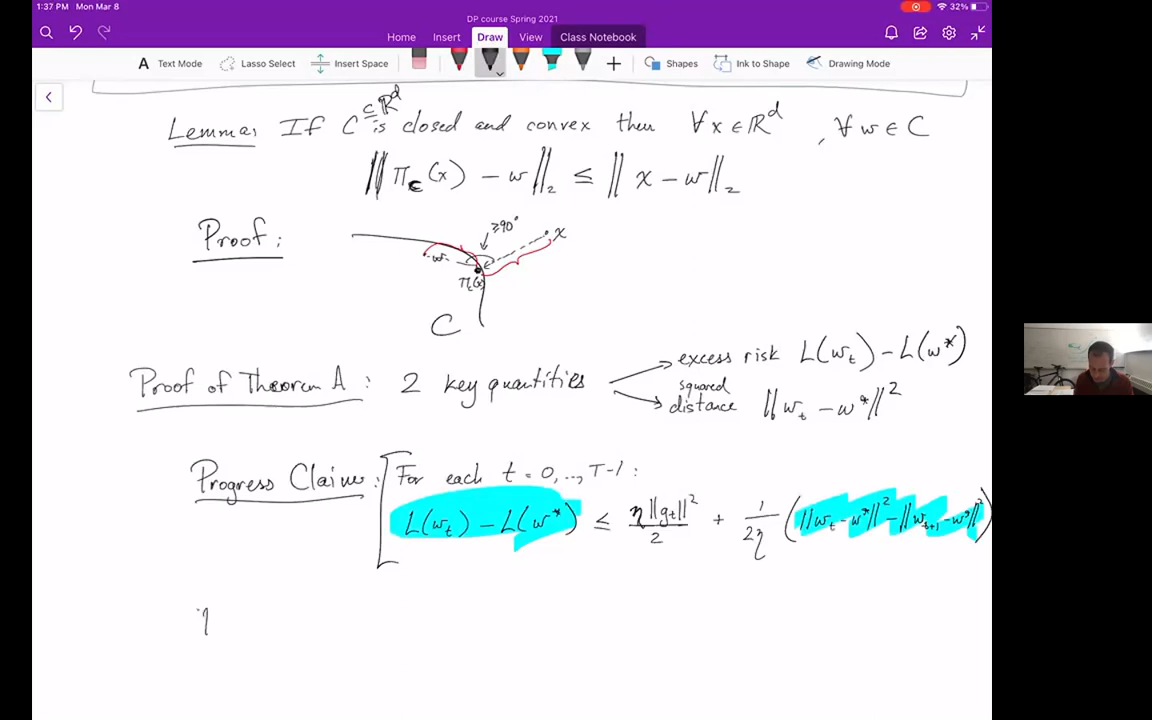 1:37 PM Mon Mar 8
32%
DP course Spring 2021
Home Insert Draw View Class Notebook
A Text Mode Lasso Select Insert Space + Shapes Ink to Shape Drawing Mode
Lemma: If C ⊆ ℝ^d is closed and convex then ∀x ∈ ℝ^d, ∀w ∈ C
‖Π_C(x) − w‖_2 ≤ ‖x − w‖_2
Proof:
≥90°
x
w
Π_C(x)
C
Proof of Theorem A: 2 key quantities
excess risk L(w_t) − L(w*)
squared distance ‖w_t − w*‖^2
Progress Claim: For each t = 0, .., T−1:
L(w_t) − L(w*) ≤ η‖g_t‖^2 / 2 + 1/2η (‖w_t − w*‖^2 − ‖w_{t+1} − w*‖^2)